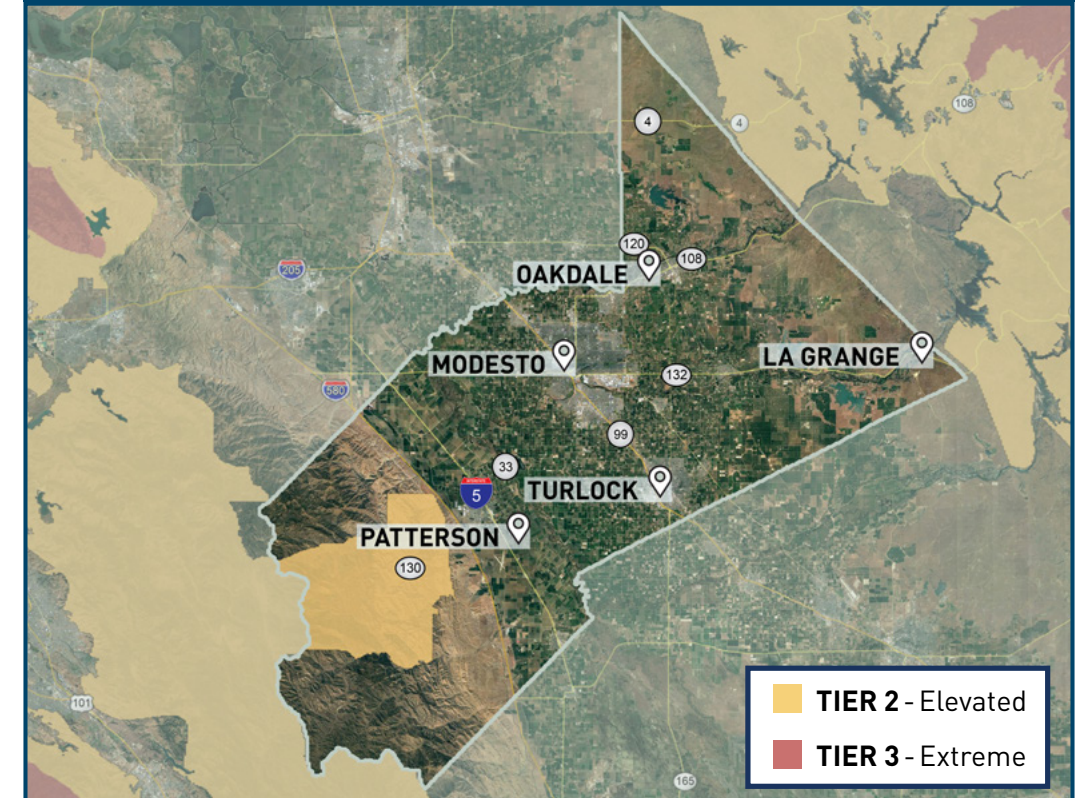 108
4
4
120
108
OAKDALE
205
MODESTO
LA GRANGE
132
580
99
33
5
TURLOCK
PATTERSON
130
101
165
TIER 2 - Elevated
TIER 3 - Extreme